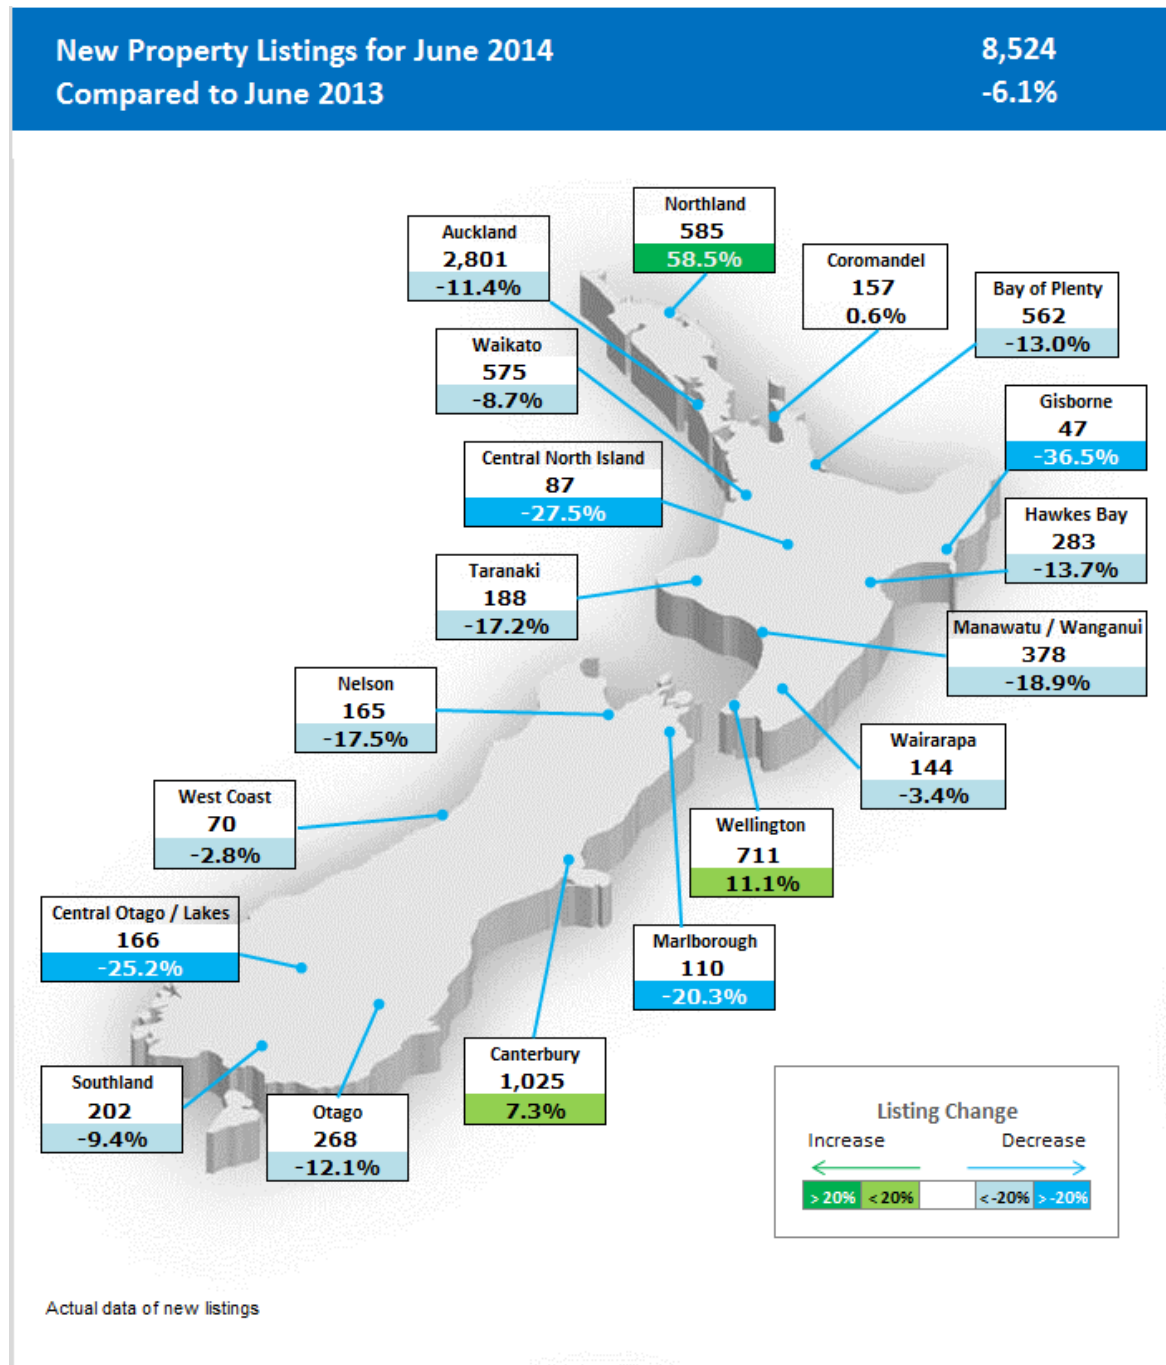 New Property Listings for June 2014
8,524
Compared to June 2013
-6.1%
Northland
585
58.5%
Auckland
2,801
-11.4%
Coromandel
157
0.6%
Bay of Plenty
562
-13.0%
Waikato
575
-8.7%
Gisborne
47
-36.5%
Central North Island
87
-27.5%
Hawkes Bay
283
-13.7%
Taranaki
188
-17.2%
Manawatu / Wanganui
378
-18.9%
Nelson
165
-17.5%
Wairarapa
144
-3.4%
West Coast
70
-2.8%
Wellington
711
11.1%
Central Otago / Lakes
166
-25.2%
Marlborough
110
-20.3%
Canterbury
1,025
7.3%
Southland
202
-9.4%
Otago
268
-12.1%
Listing Change
Increase Decrease
> 20% < 20% < -20% > -20%
Actual data of new listings